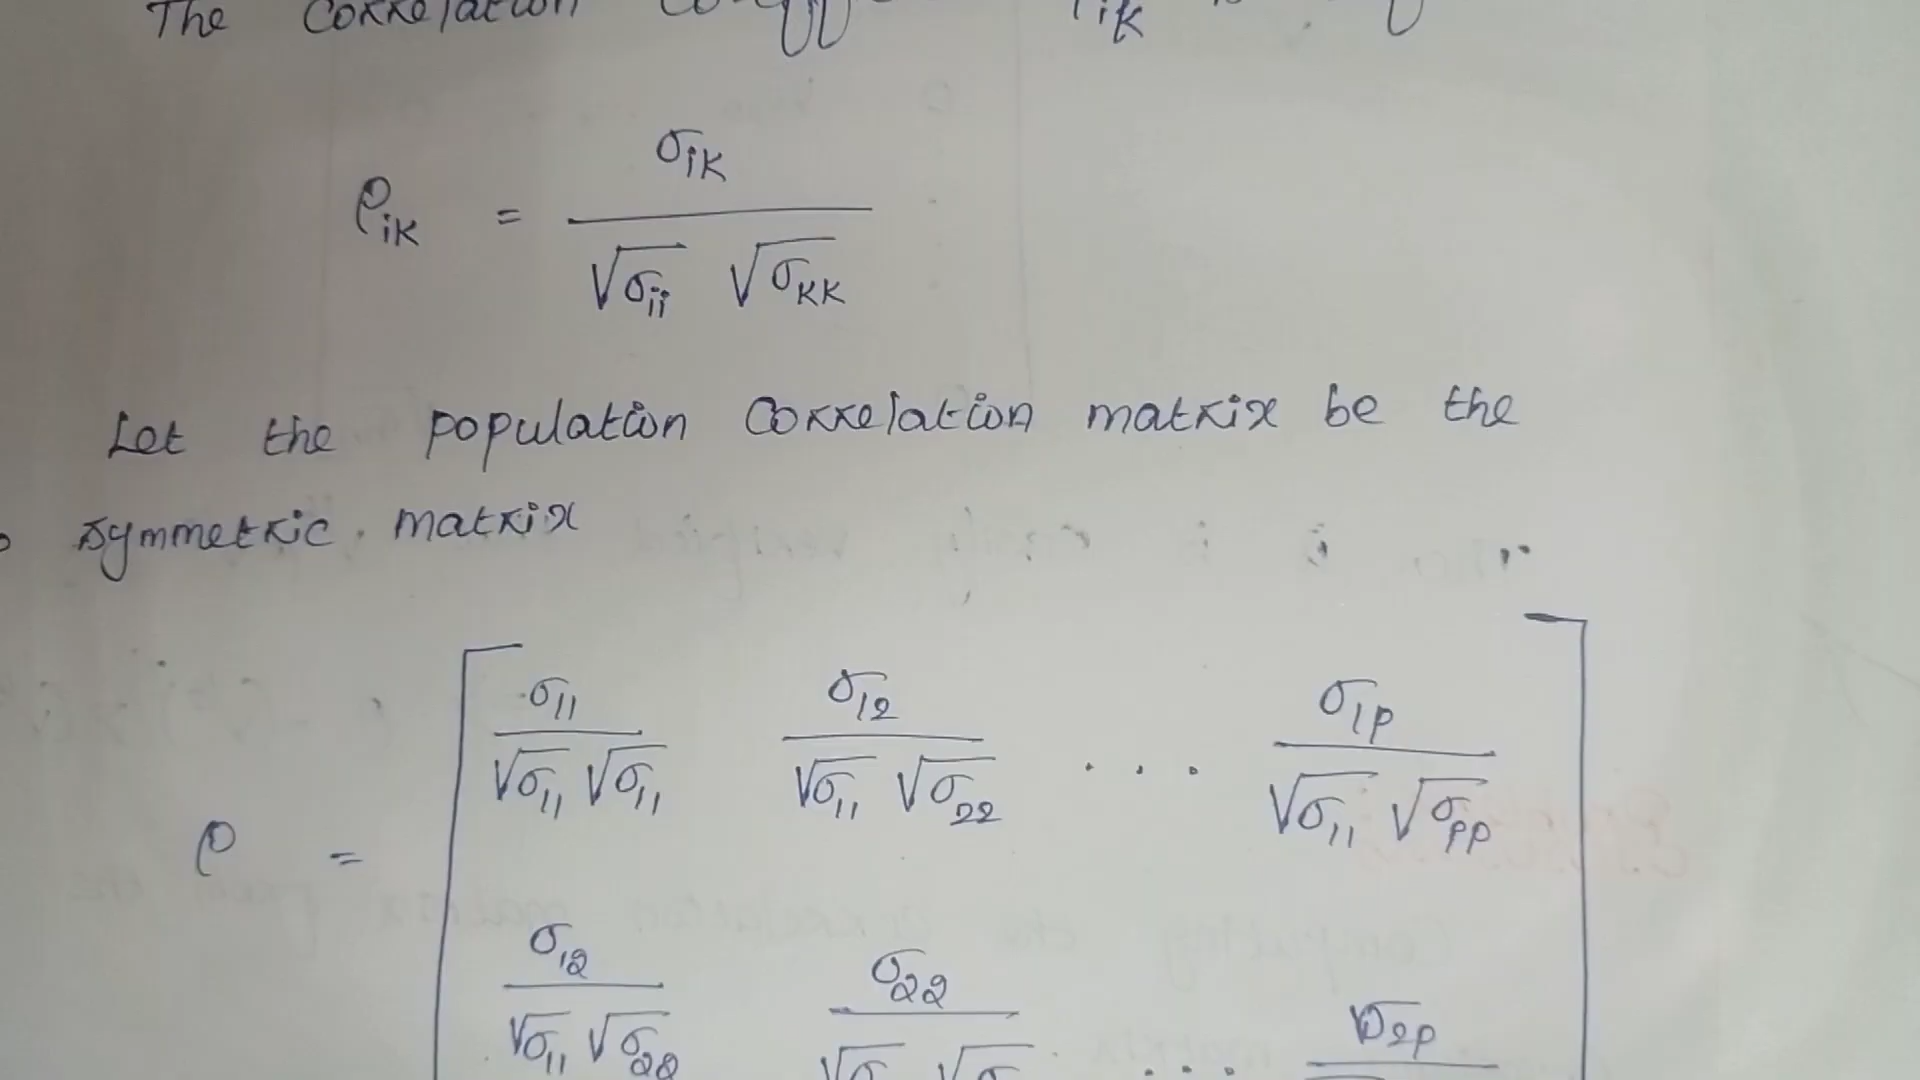 The Correlation
ρik = σik / √σii √σkk
Let the population Correlation matrix be the
symmetric matrix
σ11 / √σ11 √σ11   σ12 / √σ11 √σ22   . . .   σ1p / √σ11 √σpp
ρ =
σ12 / √σ11 √σ22   σ22 / √σ √σ   . . .   σ2p